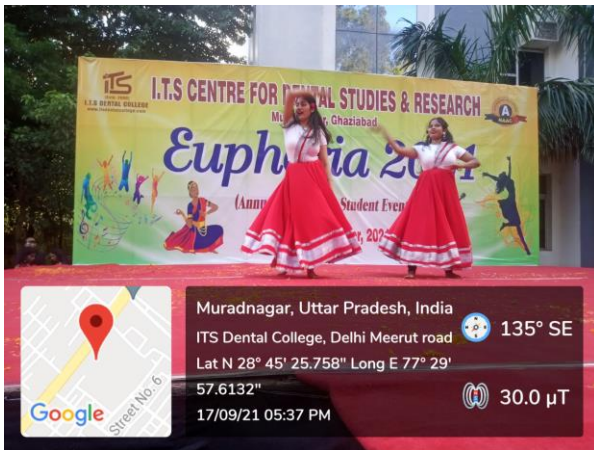 iTS
I.T.S DENTAL COLLEGE
I.T.S CENTRE FOR DENTAL STUDIES & RESEARCH
Ghaziabad
A
(Annu Student Even
Muradnagar, Uttar Pradesh, India
ITS Dental College, Delhi Meerut road
Lat N 28° 45' 25.758" Long E 77° 29'
57.6132"
17/09/21 05:37 PM
135° SE
30.0 μT
Google
Street No. 6